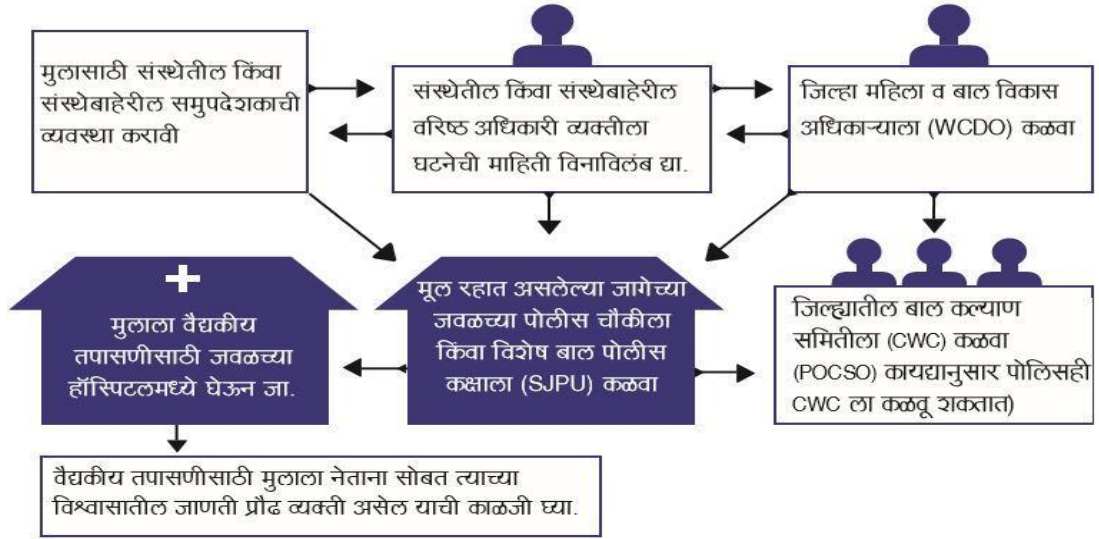 मुलासाठी संस्थेतील किंवा
संस्थेबाहेरील समुपदेशकाची
व्यवस्था करावी
संस्थेतील किंवा संस्थेबाहेरील
वरिष्ठ अधिकारी व्यक्तीला
घटनेची माहिती विनाविलंब द्या.
जिल्हा महिला व बाल विकास
अधिकाऱ्याला (WCDO) कळवा
मुलाला वैद्यकीय
तपासणीसाठी जवळच्या
हॉस्पिटलमध्ये घेऊन जा.
मूल रहात असलेल्या जागेच्या
जवळच्या पोलीस चौकीला
किंवा विशेष बाल पोलीस
कक्षाला (SJPU) कळवा
जिल्ह्यातील बाल कल्याण
समितीला (CWC) कळवा
(POCSO) कायद्यानुसार पोलिसही
CWC ला कळवू शकतात)
वैद्यकीय तपासणीसाठी मुलाला नेताना सोबत त्याच्या
विश्वासातील जाणती प्रौढ व्यक्ती असेल याची काळजी घ्या.